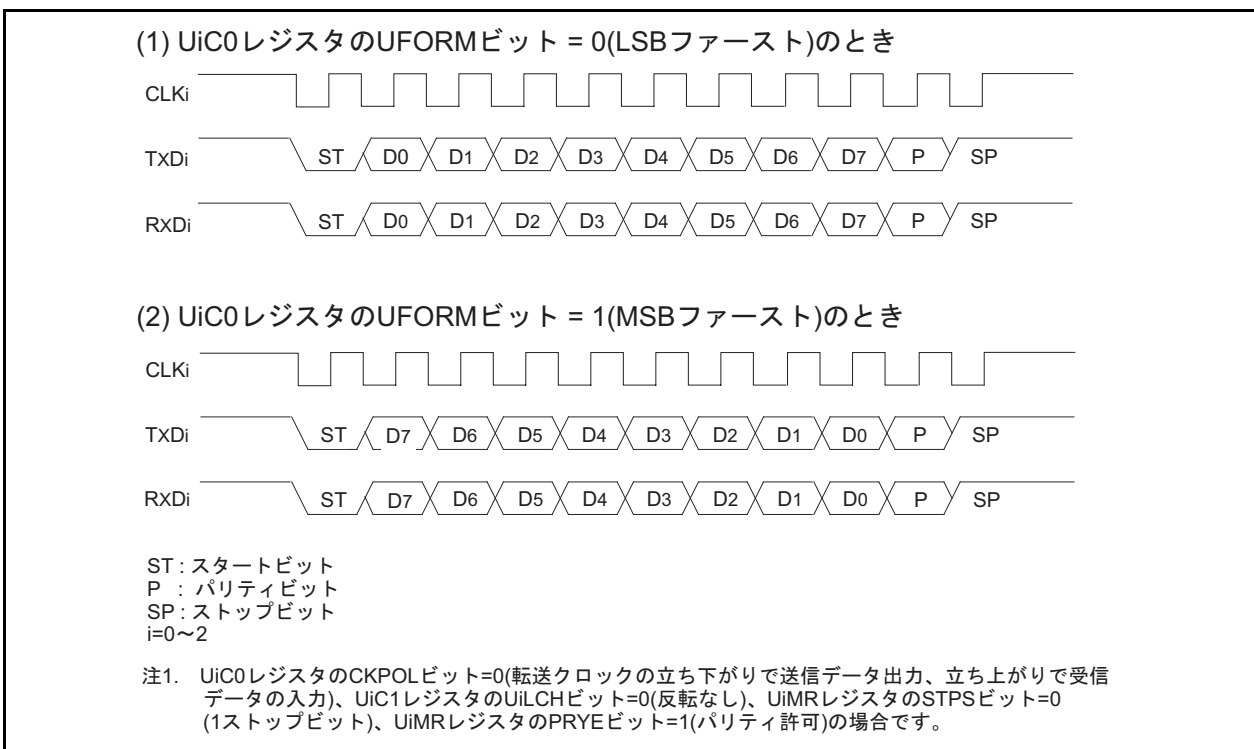 (1) UiC0レジスタのUFORMビット = 0(LSBファースト)のとき
CLKi
TXDi ST D0 D1 D2 D3 D4 D5 D6 D7 P SP
RXDi ST D0 D1 D2 D3 D4 D5 D6 D7 P SP
(2) UiC0レジスタのUFORMビット = 1(MSBファースト)のとき
CLKi
TXDi ST D7 D6 D5 D4 D3 D2 D1 D0 P SP
RXDi ST D7 D6 D5 D4 D3 D2 D1 D0 P SP
ST : スタートビット
P : パリティビット
SP : ストップビット
i=0～2
注1. UiC0レジスタのCKPOLビット=0(転送クロックの立ち下がりで送信データ出力、立ち上がりで受信
データの入力)、UiC1レジスタのUiLCHビット=0(反転なし)、UiMRレジスタのSTPSビット=0
(1ストップビット)、UiMRレジスタのPRYEビット=1(パリティ許可)の場合です。